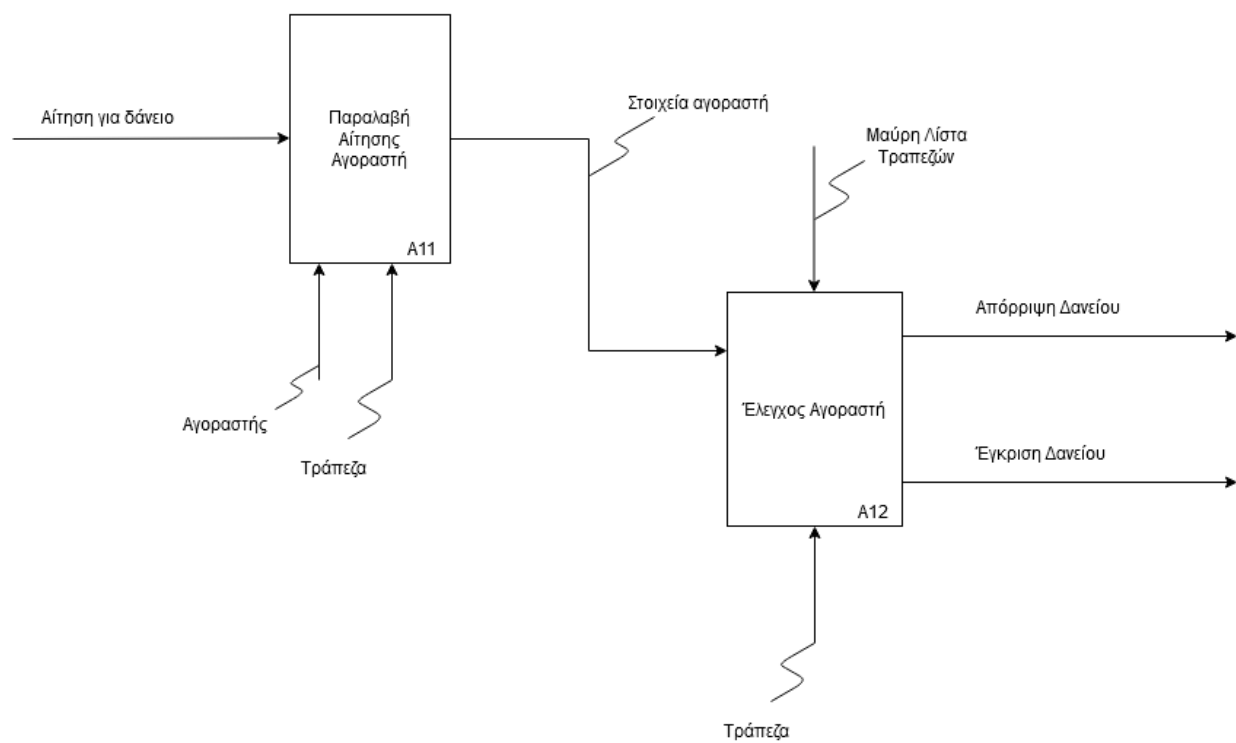 Αίτηση για δάνειο
Παραλαβή
Αίτησης
Αγοραστή
A11
Στοιχεία αγοραστή
Μαύρη Λίστα
Τραπεζών
Αγοραστής
Τράπεζα
Έλεγχος Αγοραστή
A12
Απόρριψη Δανείου
Έγκριση Δανείου
Τράπεζα